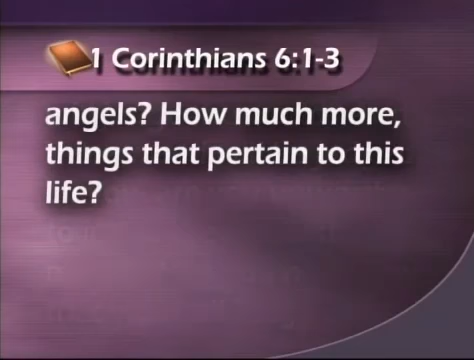 1 Corinthians 6:1-3
angels? How much more,
things that pertain to this
life?